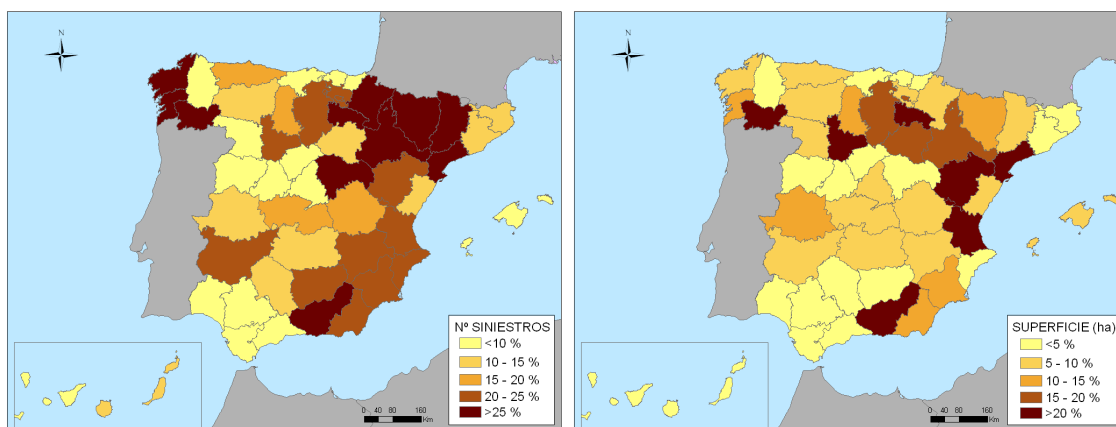 N
Nº SINIESTROS
<10 %
10 - 15 %
15 - 20 %
20 - 25 %
>25 %
0 40 80 160
Km
N
SUPERFICIE (ha)
<5 %
5 - 10 %
10 - 15 %
15 - 20 %
>20 %
0 40 80 160
Km